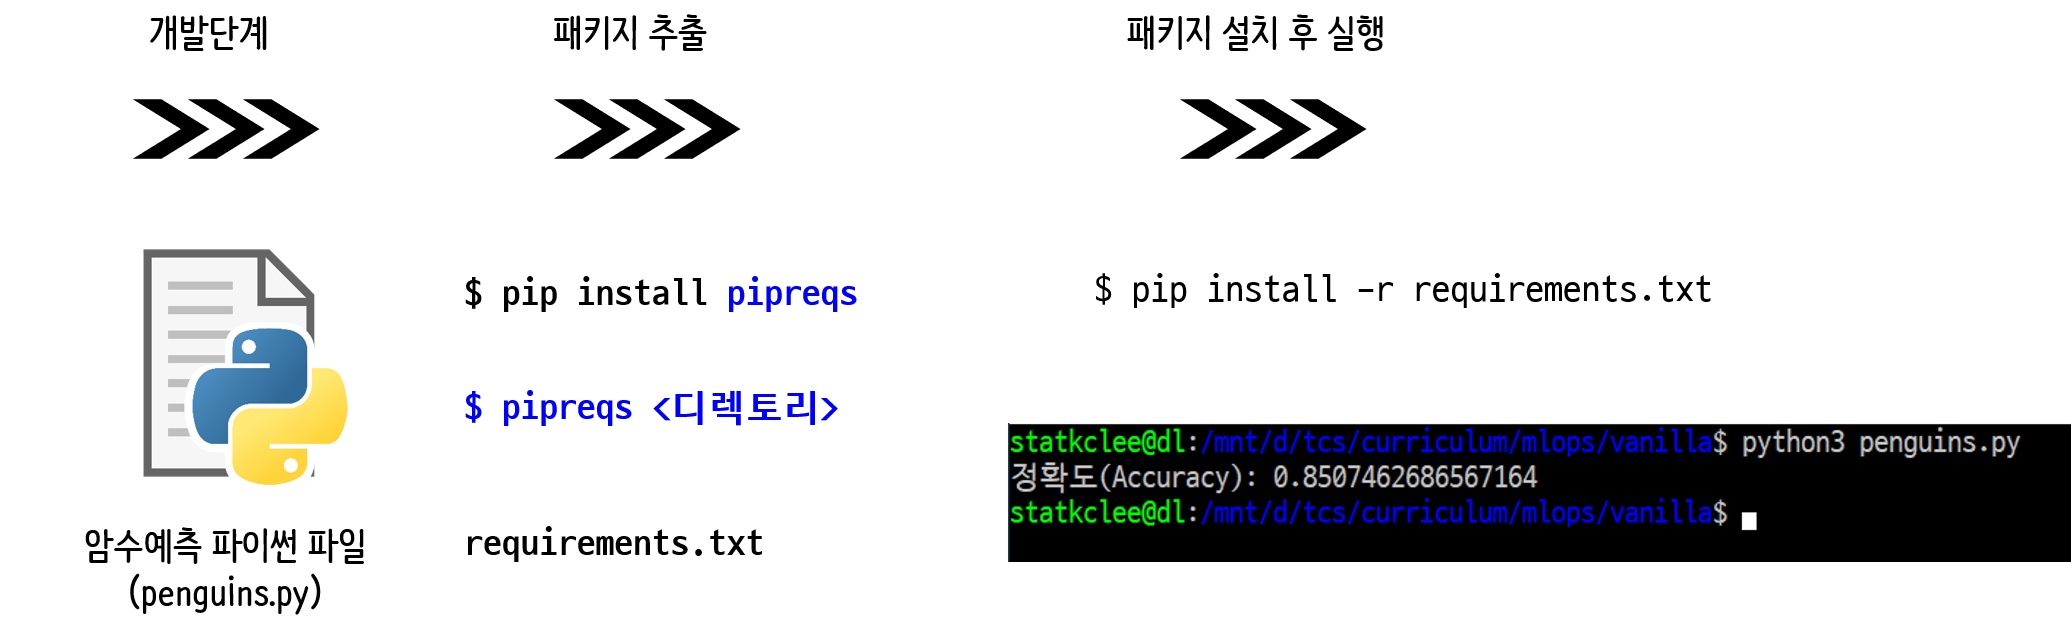 개발단계
패키지 추출
패키지 설치 후 실행
암수예측 파이썬 파일
(penguins.py)
$ pip install pipreqs
$ pipreqs <디렉토리>
requirements.txt
$ pip install -r requirements.txt
statkclee@dl:/mnt/d/tcs/curriculum/mlops/vanilla$ python3 penguins.py
정확도(Accuracy): 0.8507462686567164
statkclee@dl:/mnt/d/tcs/curriculum/mlops/vanilla$